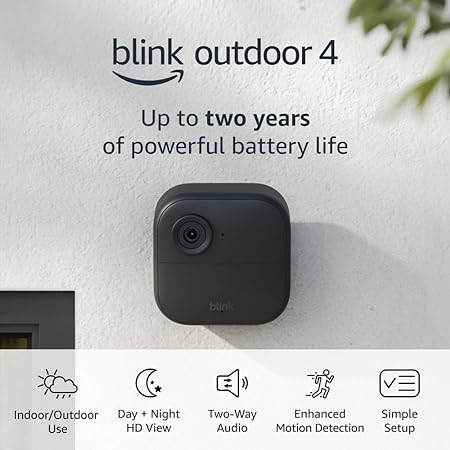 blink outdoor 4
Up to two years
of powerful battery life
blink
Indoor/Outdoor
Use
Day + Night
HD View
Two-Way
Audio
Enhanced
Motion Detection
Simple
Setup